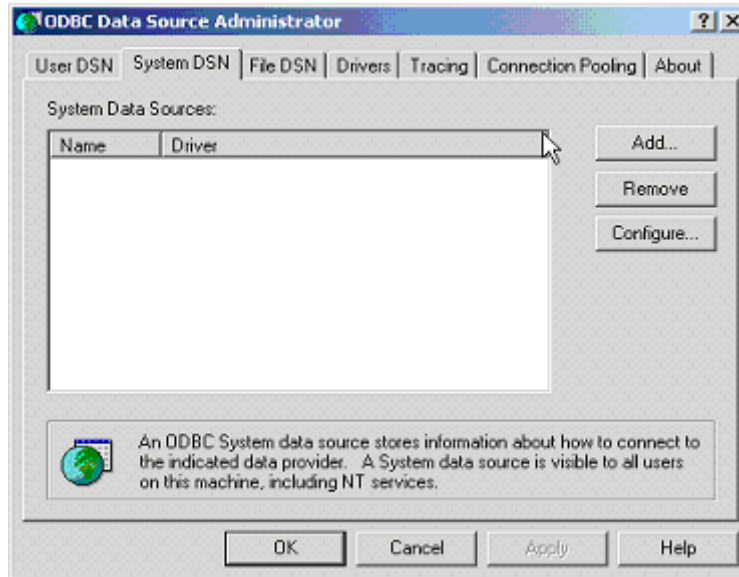 ODBC Data Source Administrator
User DSN System DSN File DSN Drivers Tracing Connection Pooling About
System Data Sources:
Name Driver
Add...
Remove
Configure...
An ODBC System data source stores information about how to connect to
the indicated data provider. A System data source is visible to all users
on this machine, including NT services.
OK Cancel Apply Help